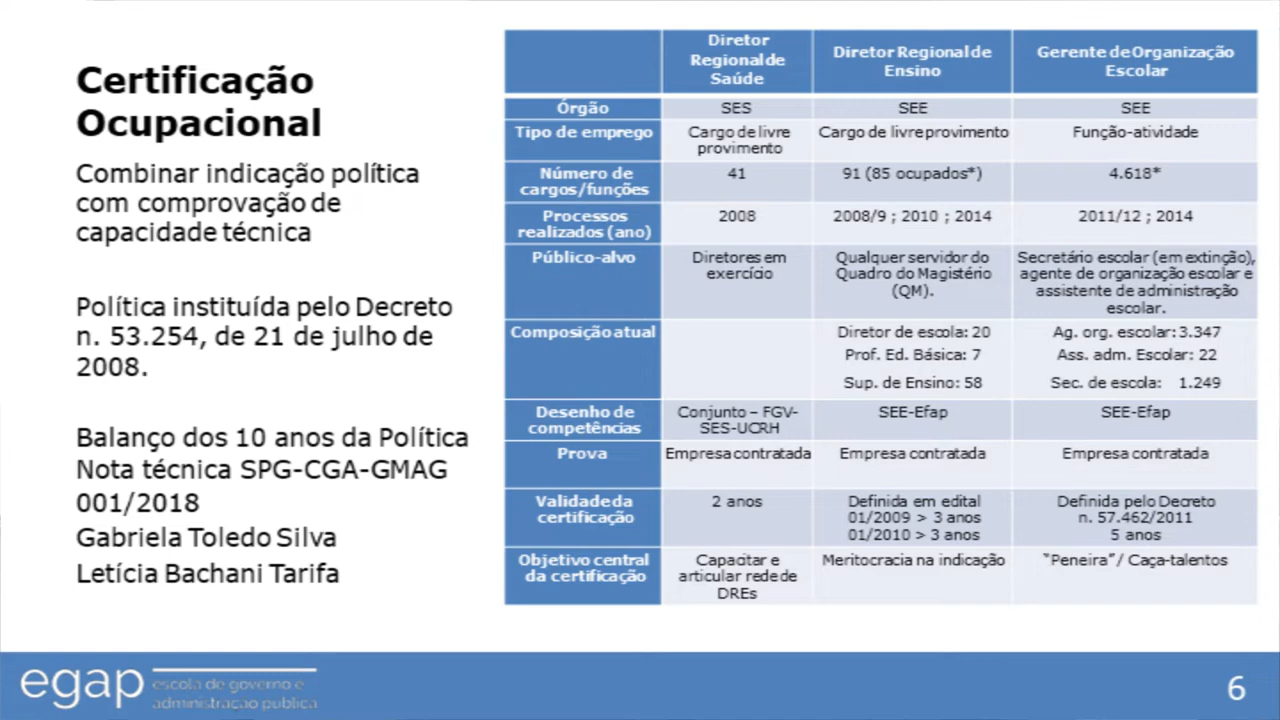 Certificação
Ocupacional
Combinar indicação política
com comprovação de
capacidade técnica
Política instituída pelo Decreto
n. 53.254, de 21 de julho de
2008.
Balanço dos 10 anos da Política
Nota técnica SPG-CGA-GMAG
001/2018
Gabriela Toledo Silva
Letícia Bachani Tarifa
Diretor
Regional de
Saúde
Diretor Regional de
Ensino
Gerente de Organização
Escolar
Órgão
SES
SEE
SEE
Tipo de emprego
Cargo de livre
provimento
Cargo de livre provimento
Função-atividade
Número de
cargos/funções
41
91 (85 ocupados*)
4.618*
Processos
realizados (ano)
2008
2008/9 ; 2010 ; 2014
2011/12 ; 2014
Público-alvo
Diretores em
exercício
Qualquer servidor do
Quadro do Magistério
(QM).
Secretário escolar (em extinção),
agente de organização escolar e
assistente de administração
escolar.
Composição atual
Diretor de escola: 20
Prof. Ed. Básica: 7
Sup. de Ensino: 58
Ag. org. escolar: 3.347
Ass. adm. Escolar: 22
Sec. de escola: 1.249
Desenho de
competências
Conjunto – FGV-
SES-UCRH
SEE-Efap
SEE-Efap
Prova
Empresa contratada
Empresa contratada
Empresa contratada
Validade da
certificação
2 anos
Definida em edital
01/2009 > 3 anos
01/2010 > 3 anos
Definida pelo Decreto
n. 57.462/2011
5 anos
Objetivo central
da certificação
Capacitar e
articular rede de
DREs
Meritocracia na indicação
“Peneira”/ Caça-talentos
egap
escola de governo e
administração pública
6